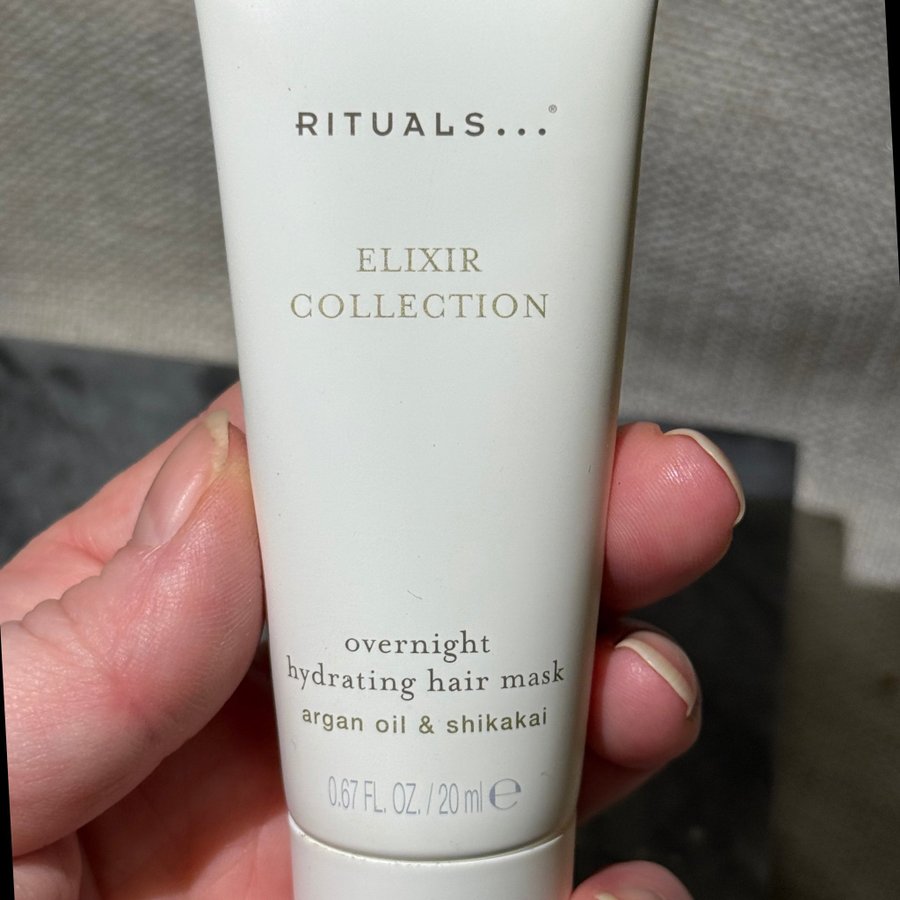 RITUALS...®
ELIXIR
COLLECTION
overnight
hydrating hair mask
argan oil & shikakai
0.67 FL. OZ. / 20 ml ℮